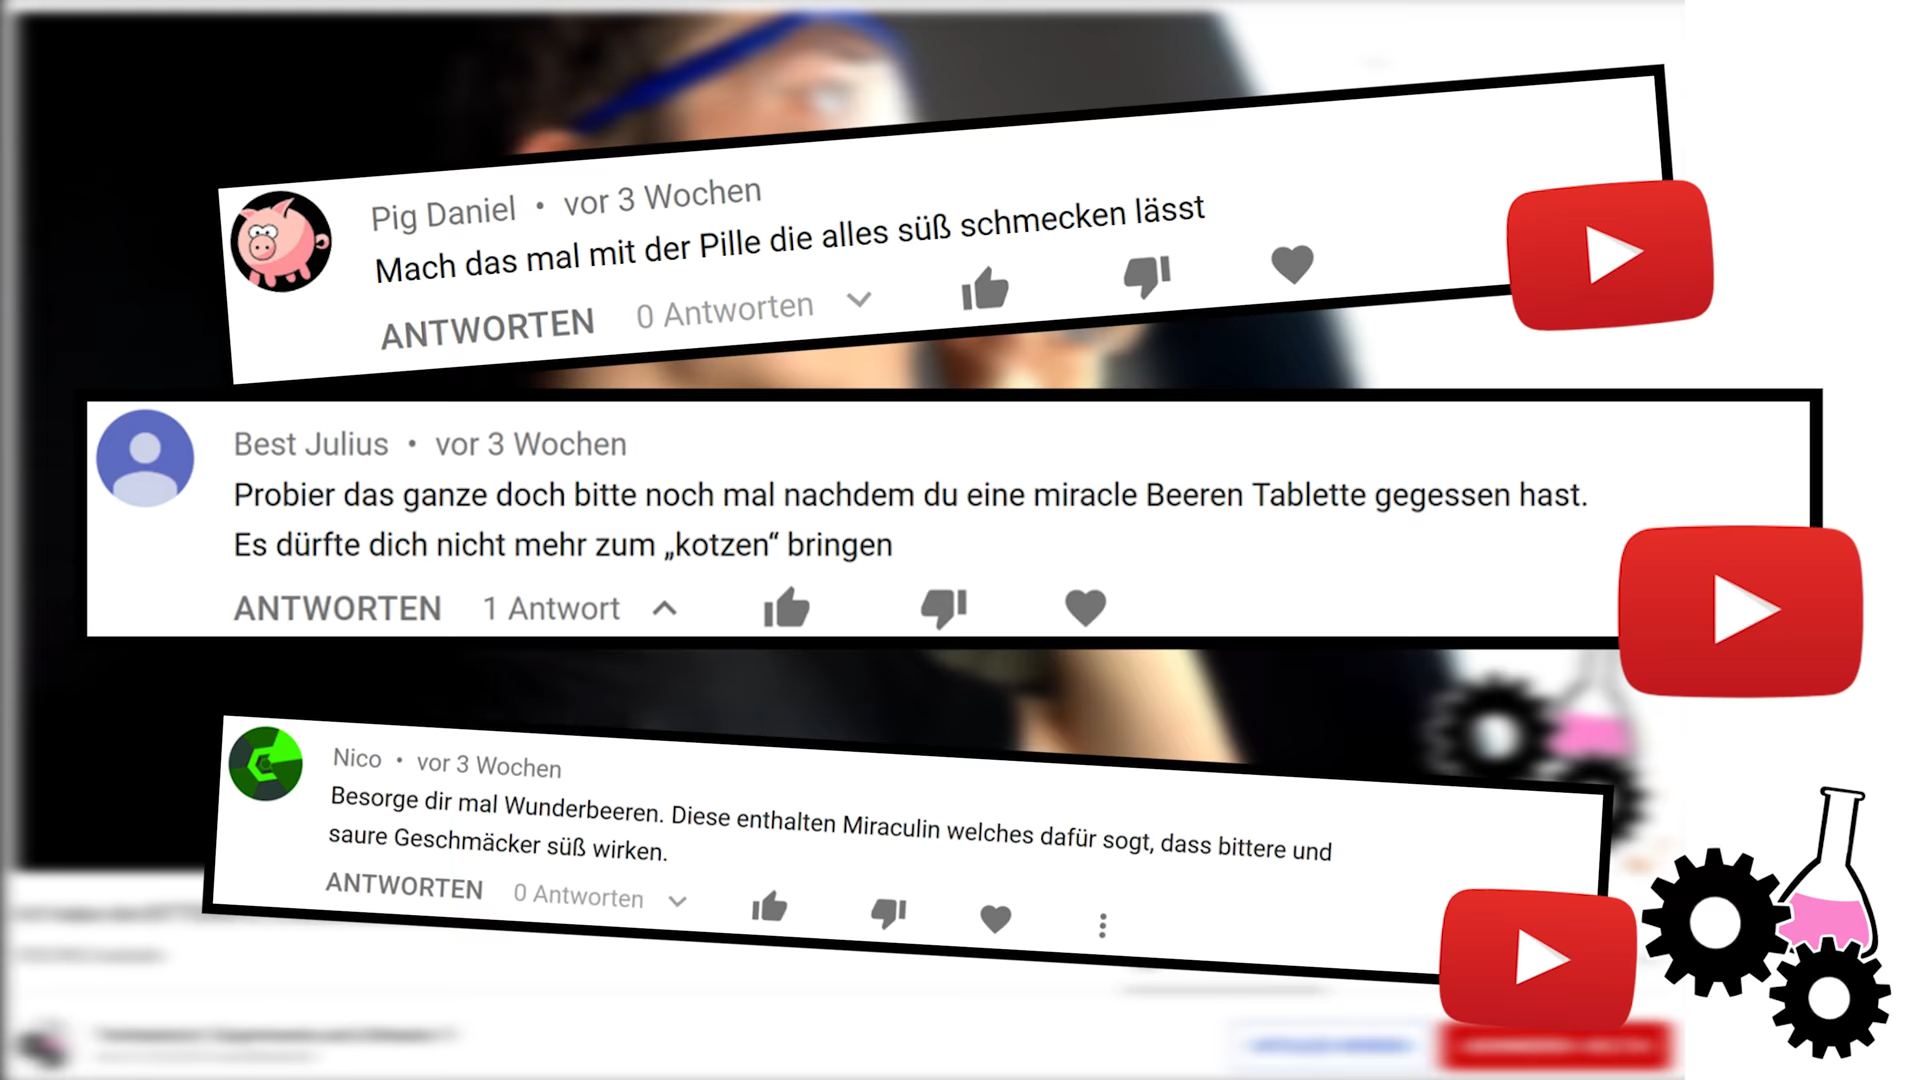 Pig Daniel • vor 3 Wochen
Mach das mal mit der Pille die alles süß schmecken lässt
ANTWORTEN 0 Antworten
Best Julius • vor 3 Wochen
Probier das ganze doch bitte noch mal nachdem du eine miracle Beeren Tablette gegessen hast.
Es dürfte dich nicht mehr zum „kotzen“ bringen
ANTWORTEN 1 Antwort
Nico • vor 3 Wochen
Besorge dir mal Wunderbeeren. Diese enthalten Miraculin welches dafür sogt, dass bittere und
saure Geschmäcker süß wirken.
ANTWORTEN 0 Antworten